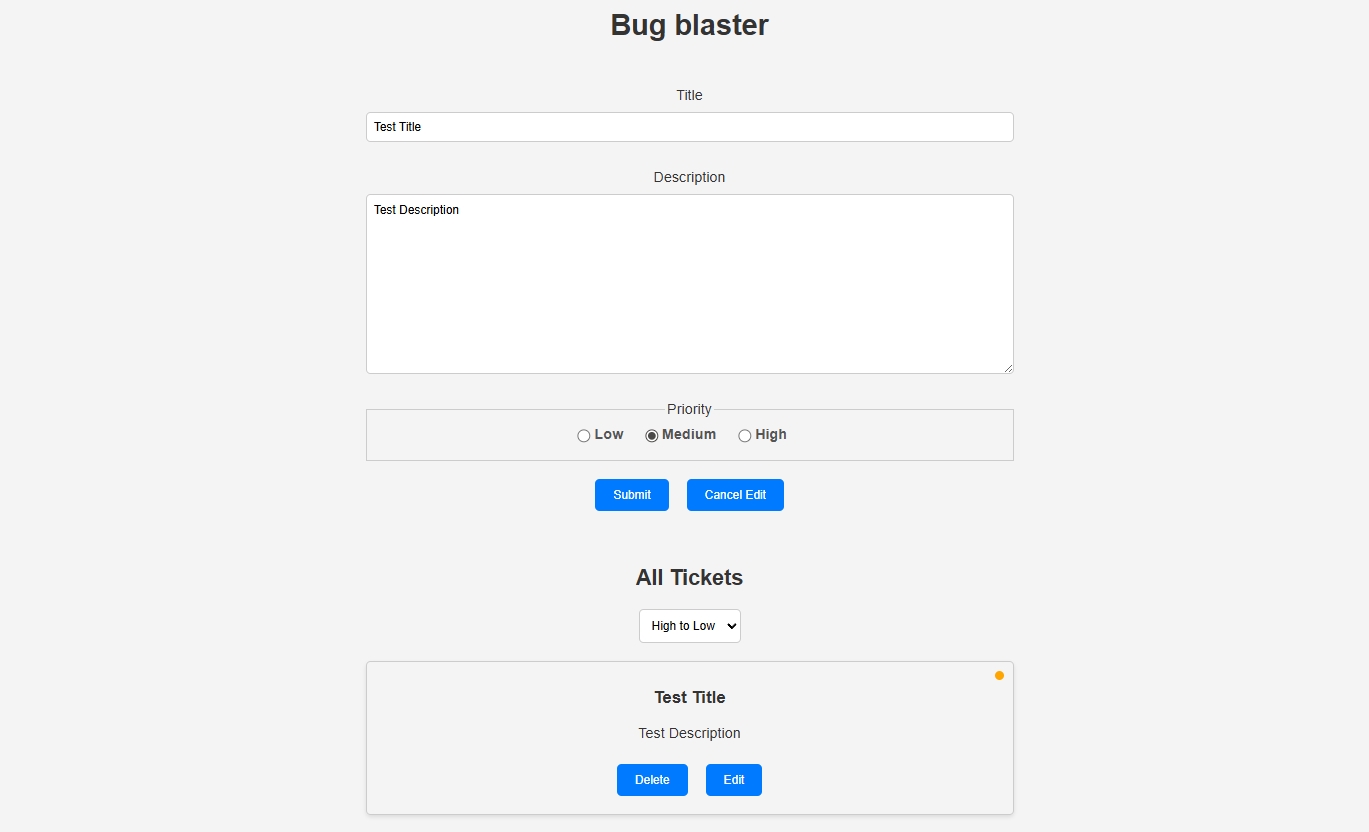 Bug blaster
Title
Test Title
Description
Test Description
Priority
Low Medium High
Submit Cancel Edit
All Tickets
High to Low
Test Title
Test Description
Delete Edit